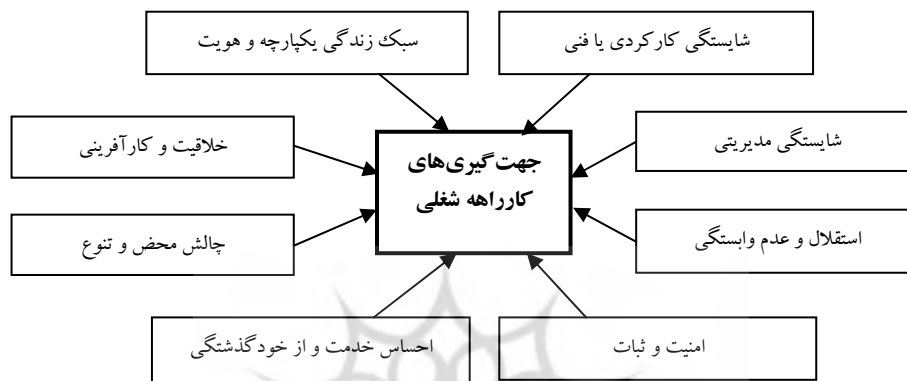 شایستگی کارکردی یا فنی
سبک زندگی یکپارچه و هویت
شایستگی مدیریتی
جهت‌گیری‌های
کارراهه شغلی
خلاقیت و کارآفرینی
استقلال و عدم وابستگی
چالش محض و تنوع
امنیت و ثبات
احساس خدمت و از خودگذشتگی